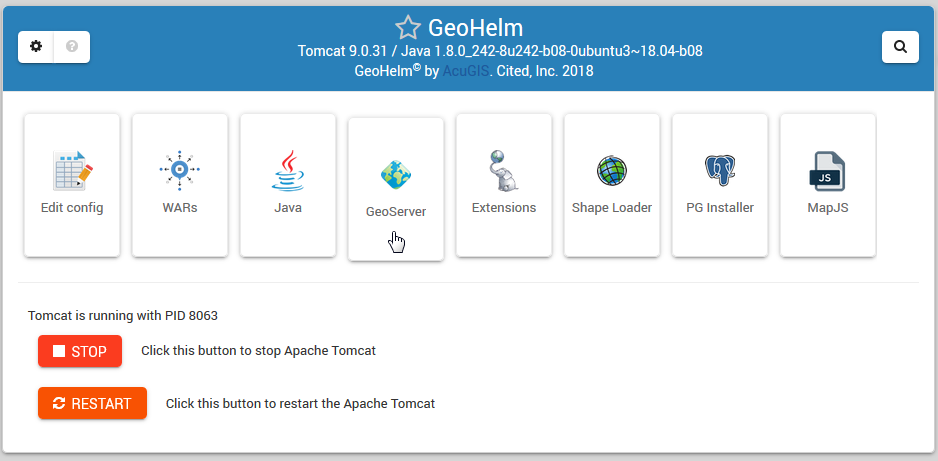 GeoHelm
Tomcat 9.0.31 / Java 1.8.0_242-8u242-b08-0ubuntu3~18.04-b08
GeoHelm© by AcuGIS. Cited, Inc. 2018
Edit config
WARs
Java
GeoServer
Extensions
Shape Loader
PG Installer
JS
MapJS
Tomcat is running with PID 8063
STOP Click this button to stop Apache Tomcat
RESTART Click this button to restart the Apache Tomcat